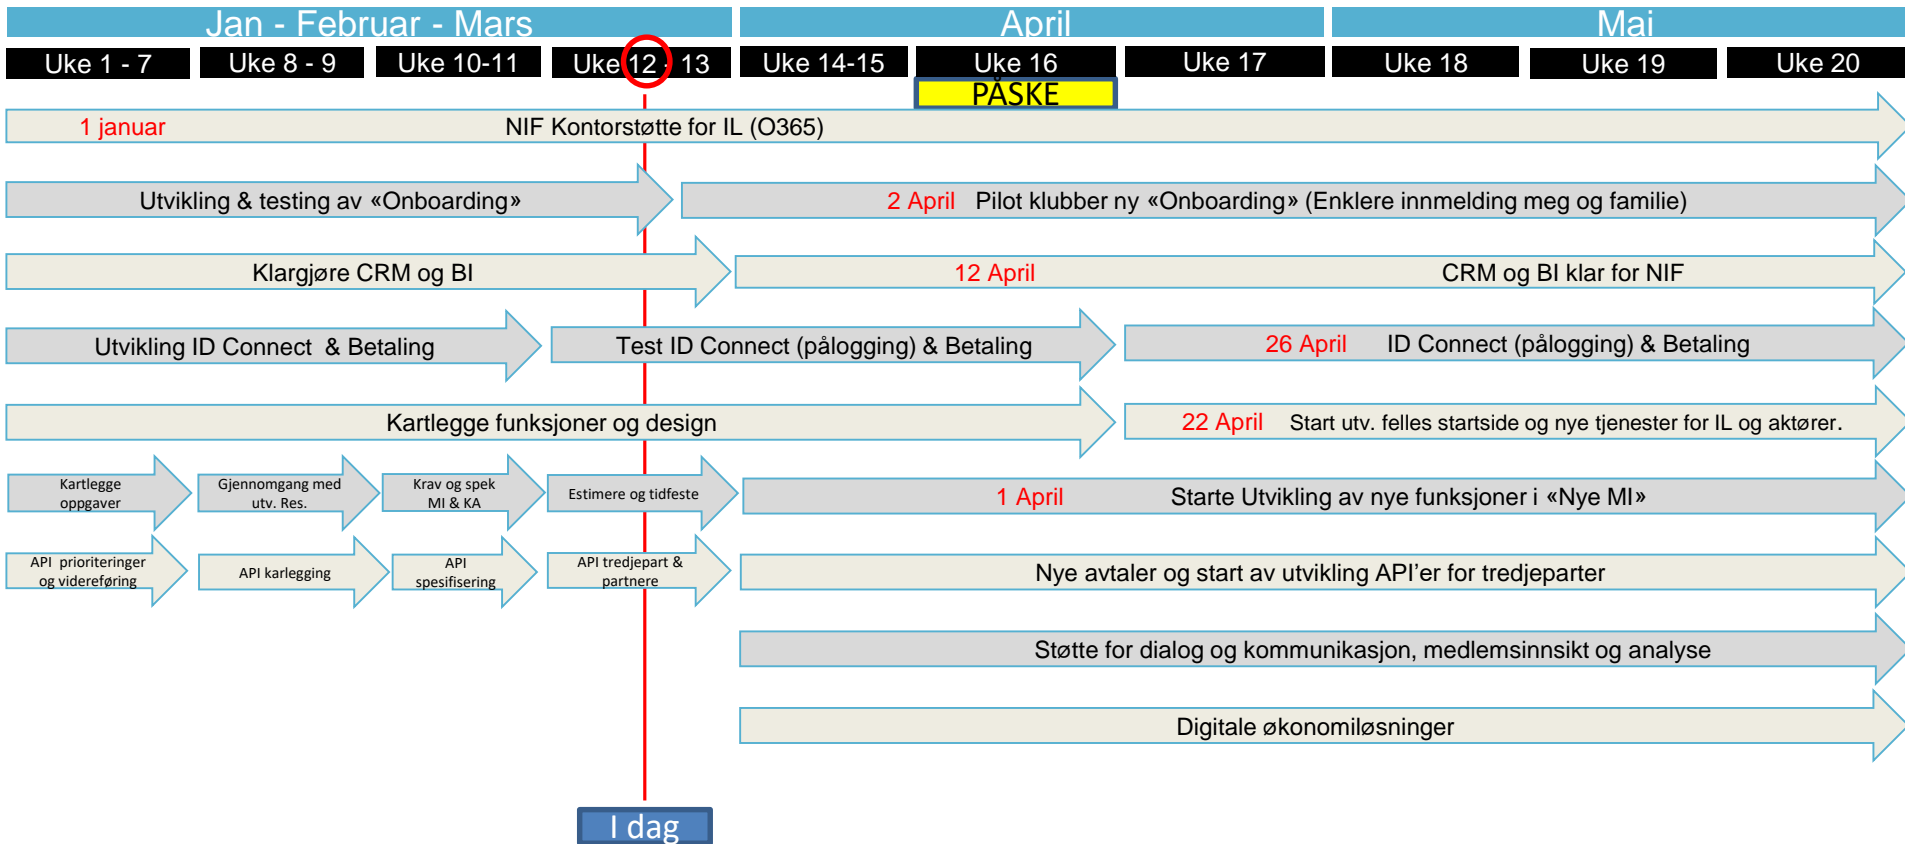 Jan - Februar - Mars
April
Mai
Uke 1 - 7
Uke 8 - 9
Uke 10-11
Uke 12 - 13
Uke 14-15
Uke 16
Uke 17
Uke 18
Uke 19
Uke 20
PÅSKE
1 januar
NIF Kontorstøtte for IL (O365)
Utvikling & testing av «Onboarding»
2 April Pilot klubber ny «Onboarding» (Enklere innmelding meg og familie)
Klargjøre CRM og BI
12 April
CRM og BI klar for NIF
Utvikling ID Connect & Betaling
Test ID Connect (pålogging) & Betaling
26 April
ID Connect (pålogging) & Betaling
Kartlegge funksjoner og design
22 April
Start utv. felles startside og nye tjenester for IL og aktører.
Kartlegge
oppgaver
Gjennomgang med
utv. Res.
Krav og spek
MI & KA
Estimere og tidfeste
1 April
Starte Utvikling av nye funksjoner i «Nye MI»
API prioriteringer
og videreføring
API karlegging
API
spesifisering
API tredjepart &
partnere
Nye avtaler og start av utvikling API'er for tredjeparter
Støtte for dialog og kommunikasjon, medlemsinnsikt og analyse
Digitale økonomiløsninger
I dag